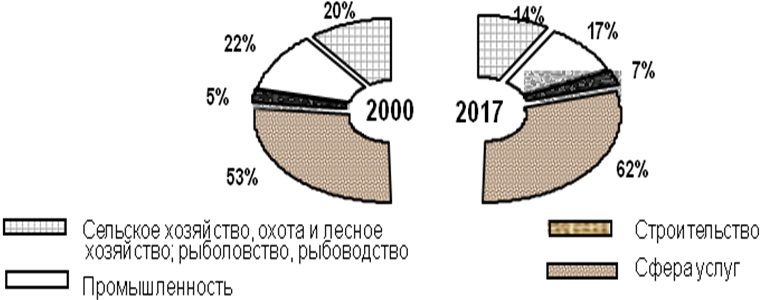 20%
14%
22%
17%
7%
5%
2000
2017
53%
62%
Сельское хозяйство, охота и лесное
хозяйство; рыболовство, рыбоводство
Промышленность
Строительство
Сфера услуг